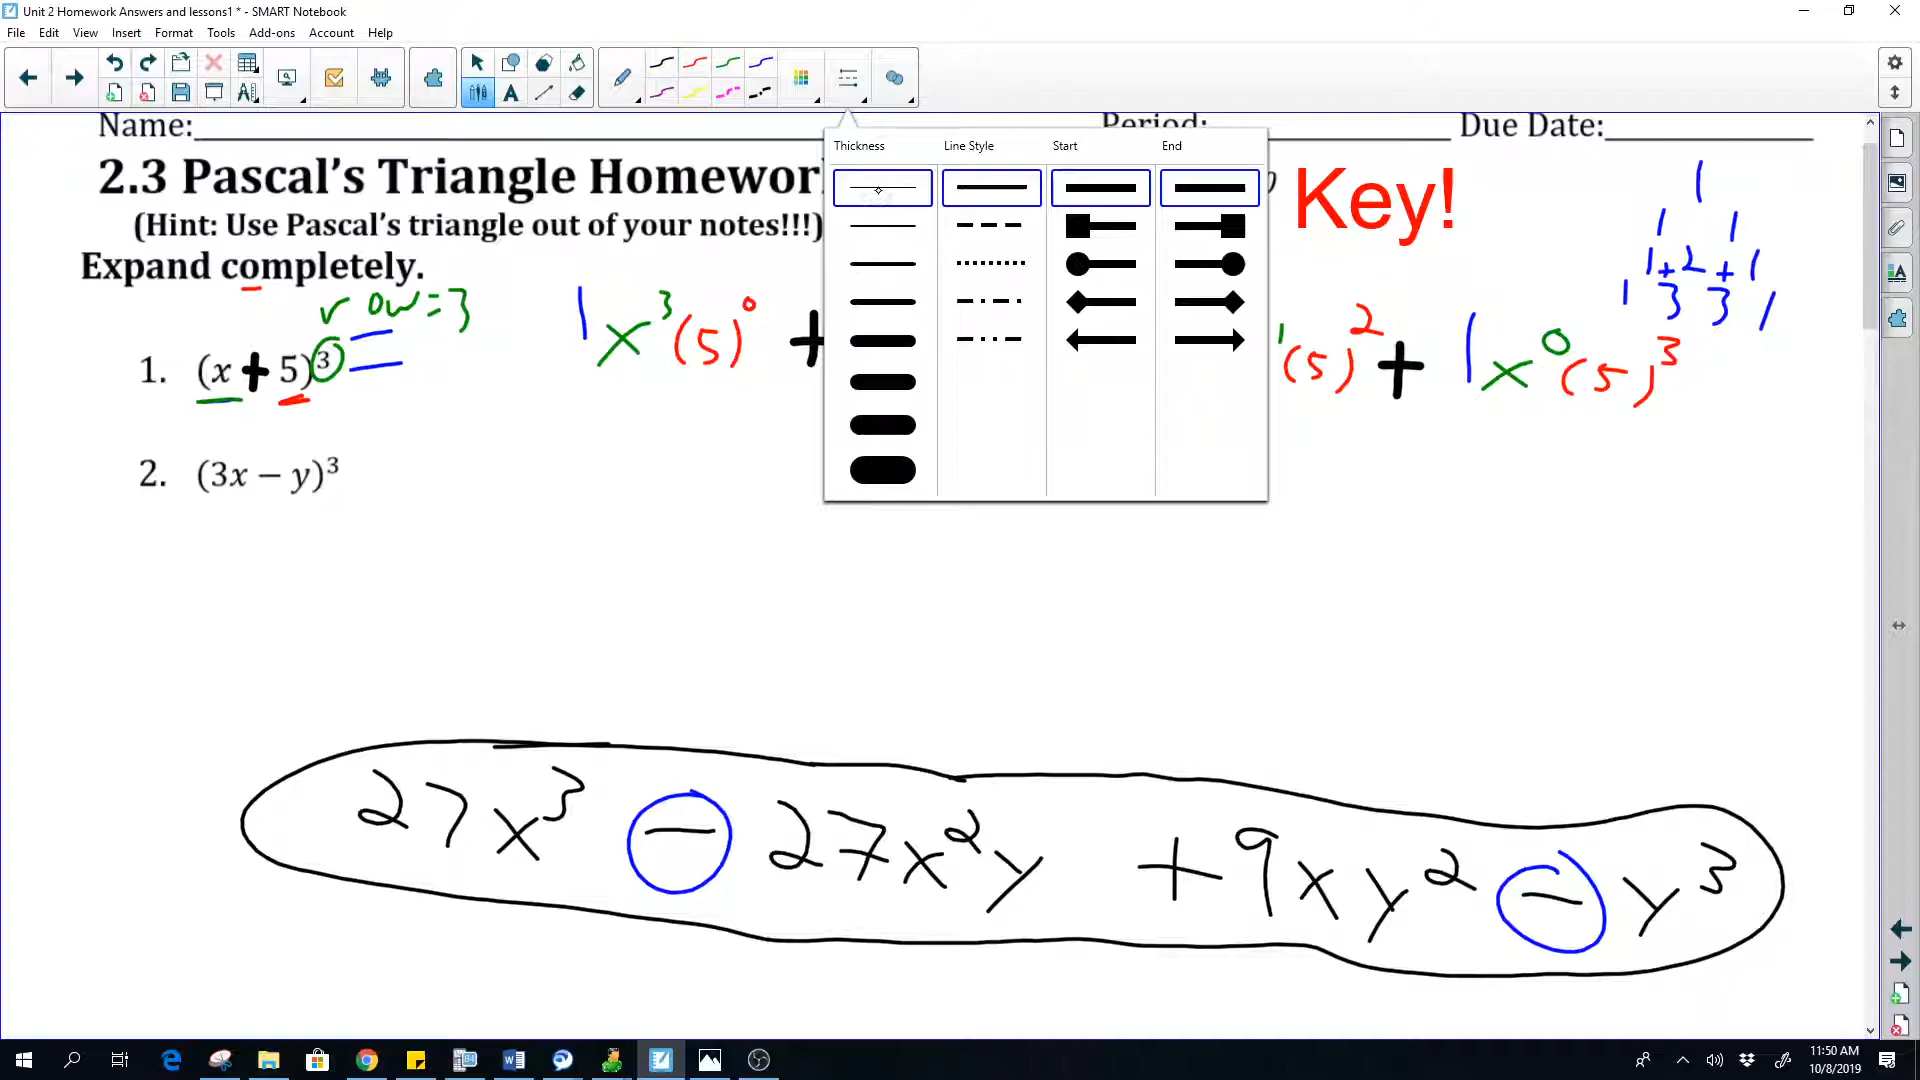 Unit 2 Homework Answers and lessons1 * - SMART Notebook
File Edit View Insert Format Tools Add-ons Account Help
Name: Period: Due Date:
2.3 Pascal's Triangle Homewor Key!
(Hint: Use Pascal's triangle out of your notes!!!)
Expand completely.
Thickness Line Style Start End
1
1 1
1 + 2 + 1
1 3 3 1
row = 3
1. (x + 5)³ = 1x³(5)⁰ + ¹(5)² + 1x⁰(5)³
2. (3x − y)³
27x³ − 27x²y + 9xy² − y³
11:50 AM
10/8/2019